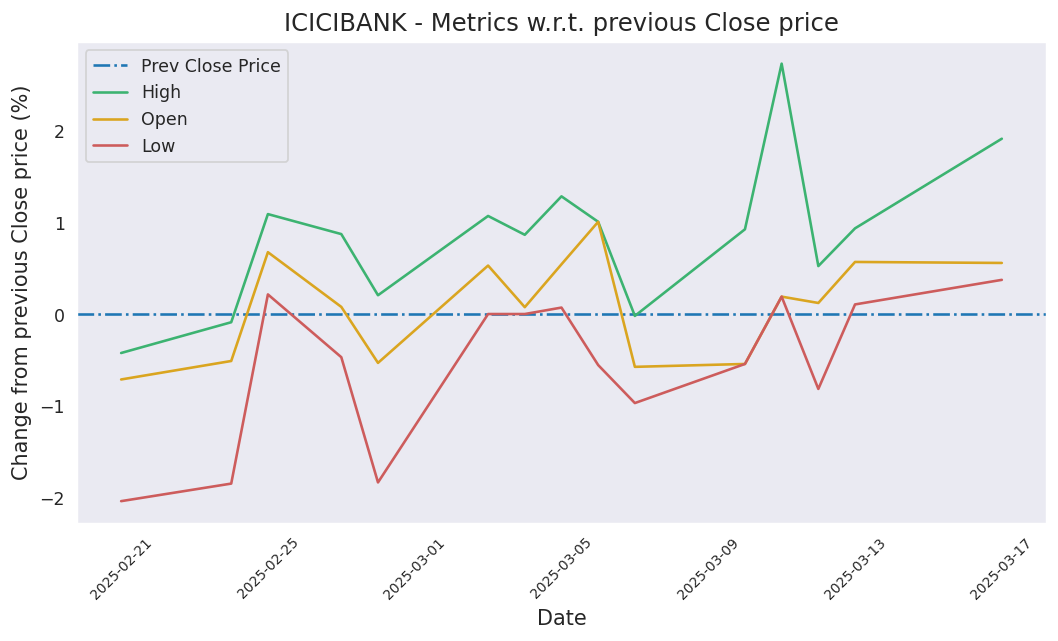 ICICIBANK - Metrics w.r.t. previous Close price
Change from previous Close price (%)
Prev Close Price
High
Open
Low
2
1
0
−1
−2
2025-02-21
2025-02-25
2025-03-01
2025-03-05
2025-03-09
2025-03-13
2025-03-17
Date